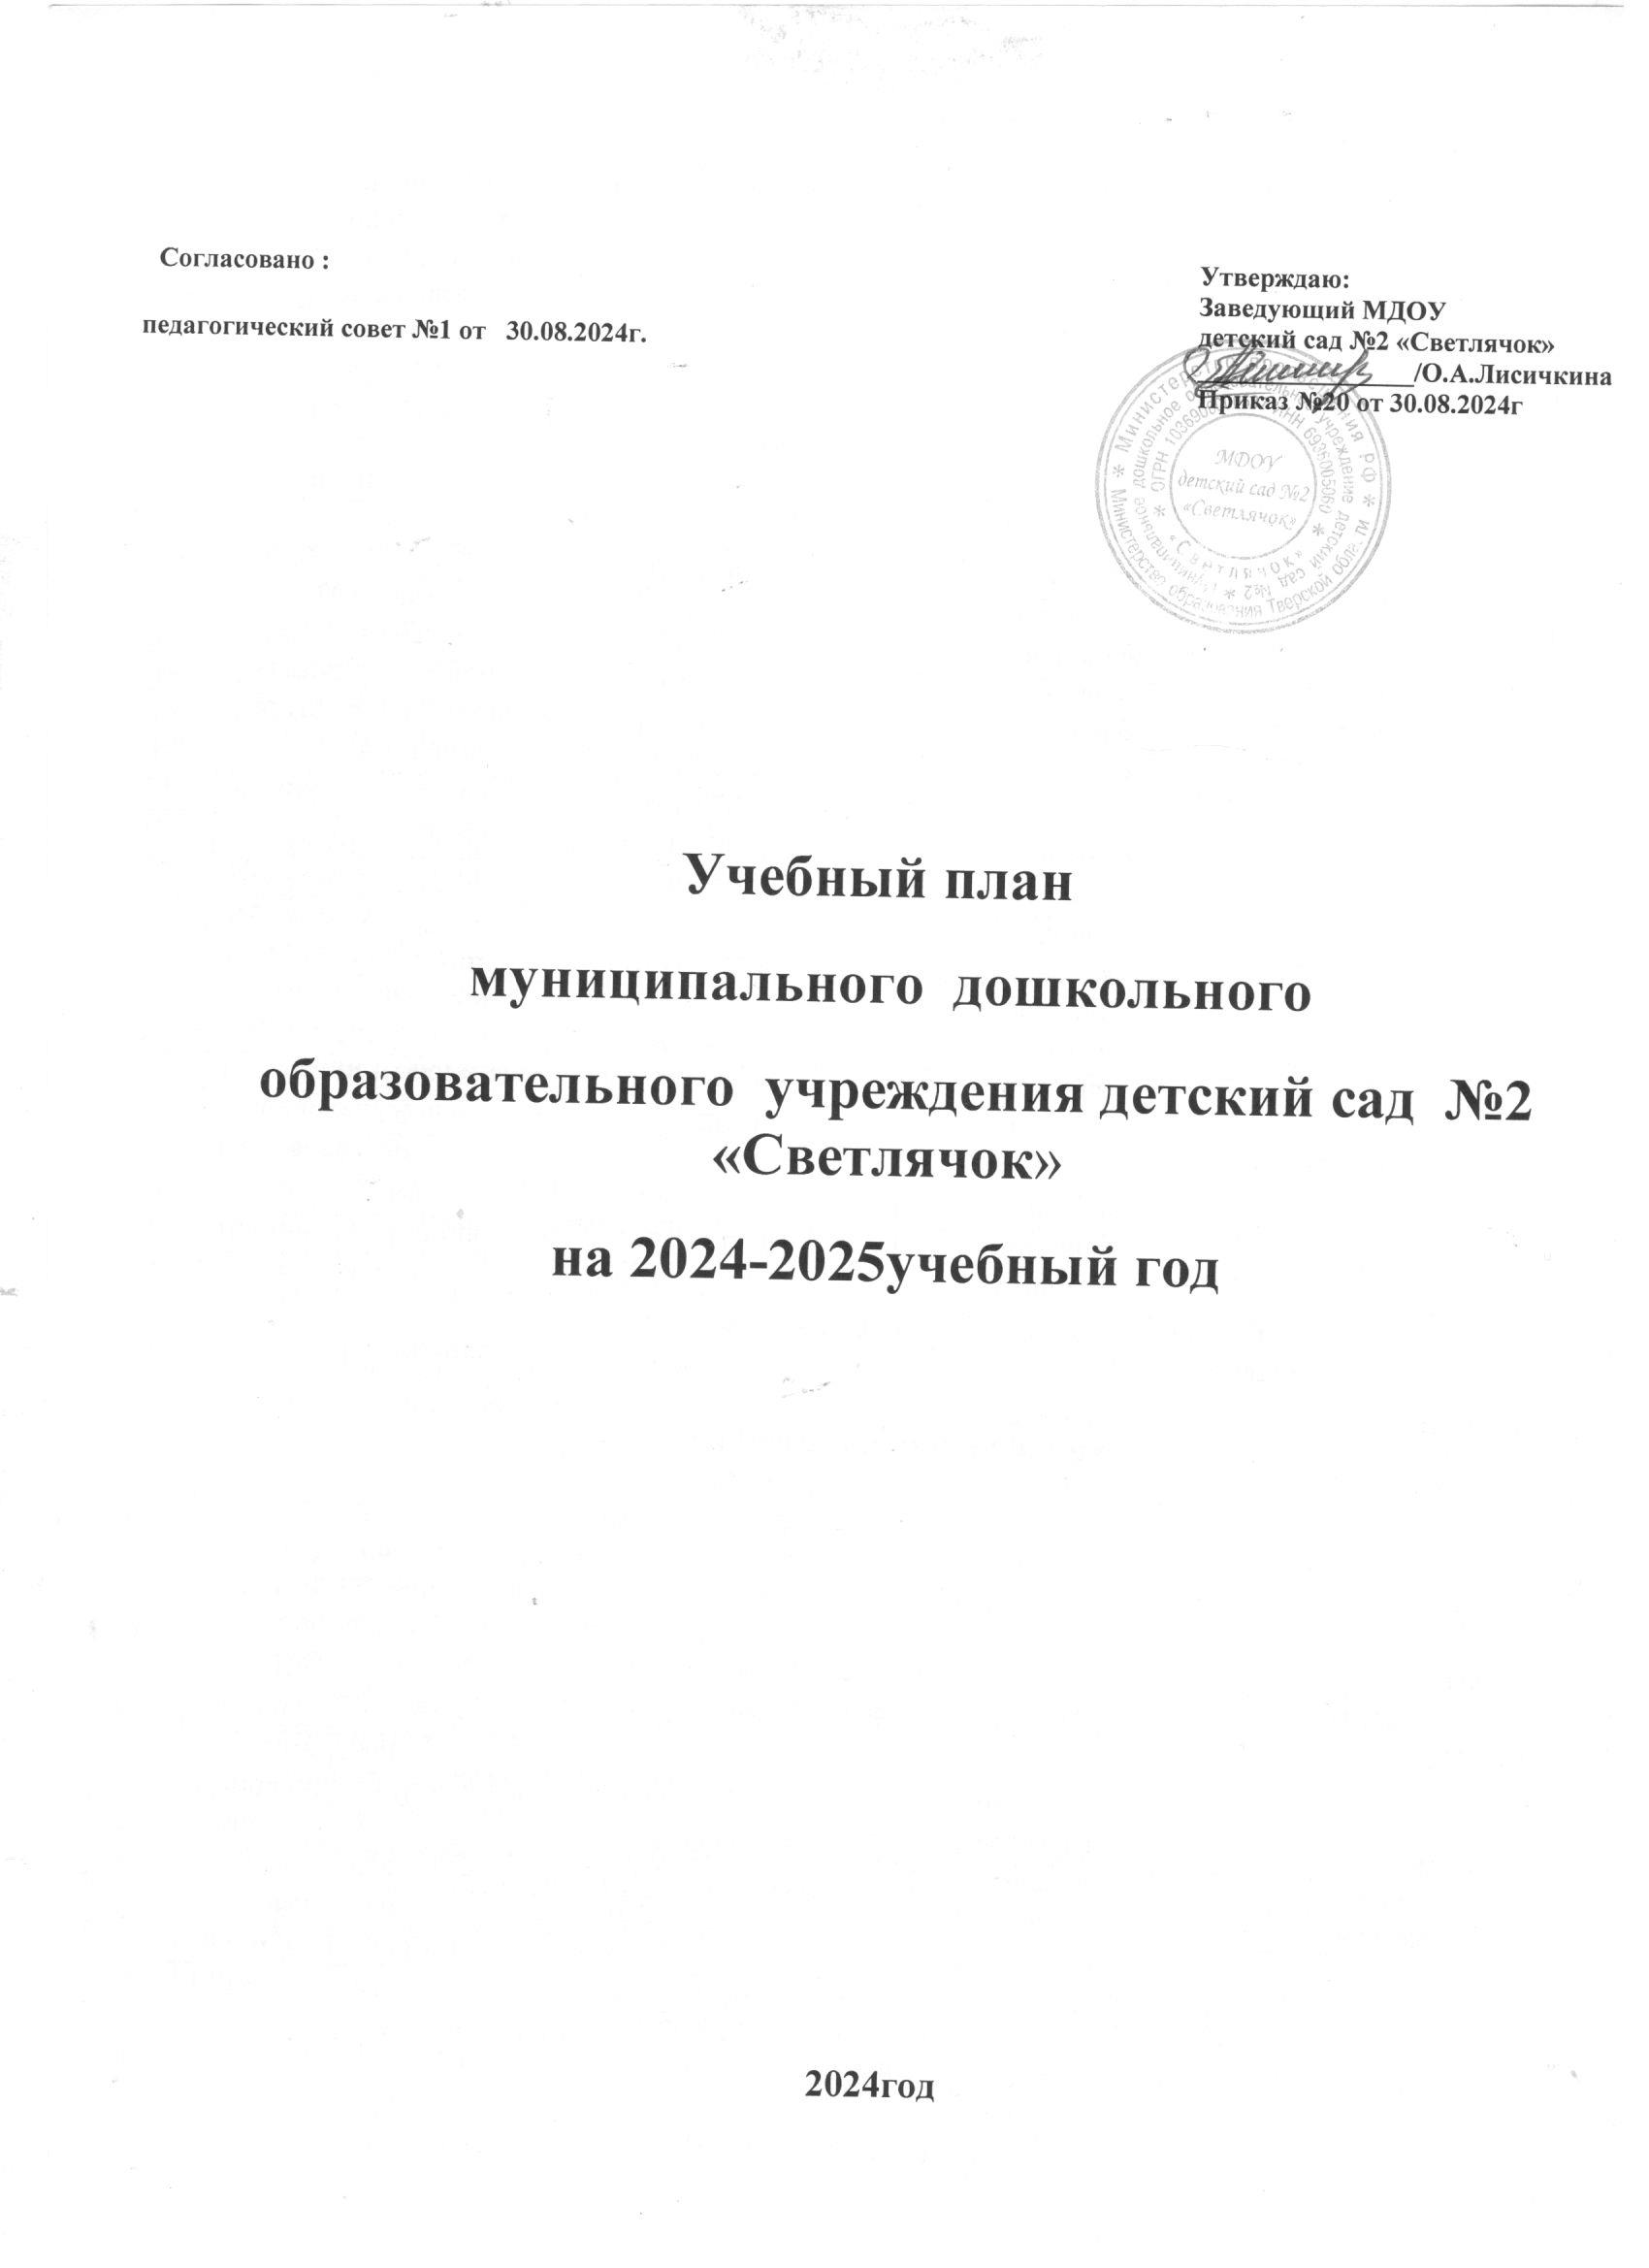 Согласовано :
педагогический совет №1 от 30.08.2024г.
Утверждаю:
Заведующий МДОУ
детский сад №2 «Светлячок»
/О.А.Лисичкина
Приказ №20 от 30.08.2024г
МДОУ
детский сад №2
«Светлячок»
Учебный план
муниципального дошкольного
образовательного учреждения детский сад №2
«Светлячок»
на 2024-2025учебный год
2024год